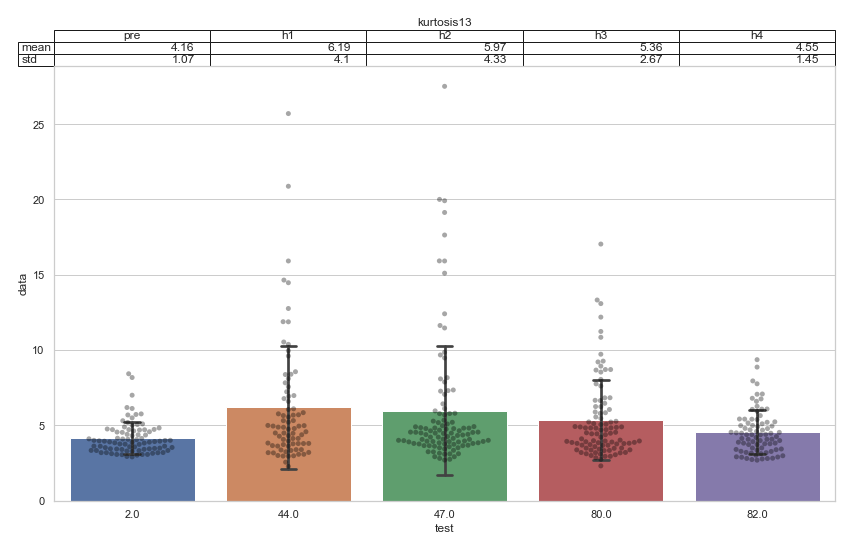 kurtosis13
pre h1 h2 h3 h4
mean 4.16 6.19 5.97 5.36 4.55
std 1.07 4.1 4.33 2.67 1.45
25
20
15
10
5
0
data
2.0 44.0 47.0 80.0 82.0
test